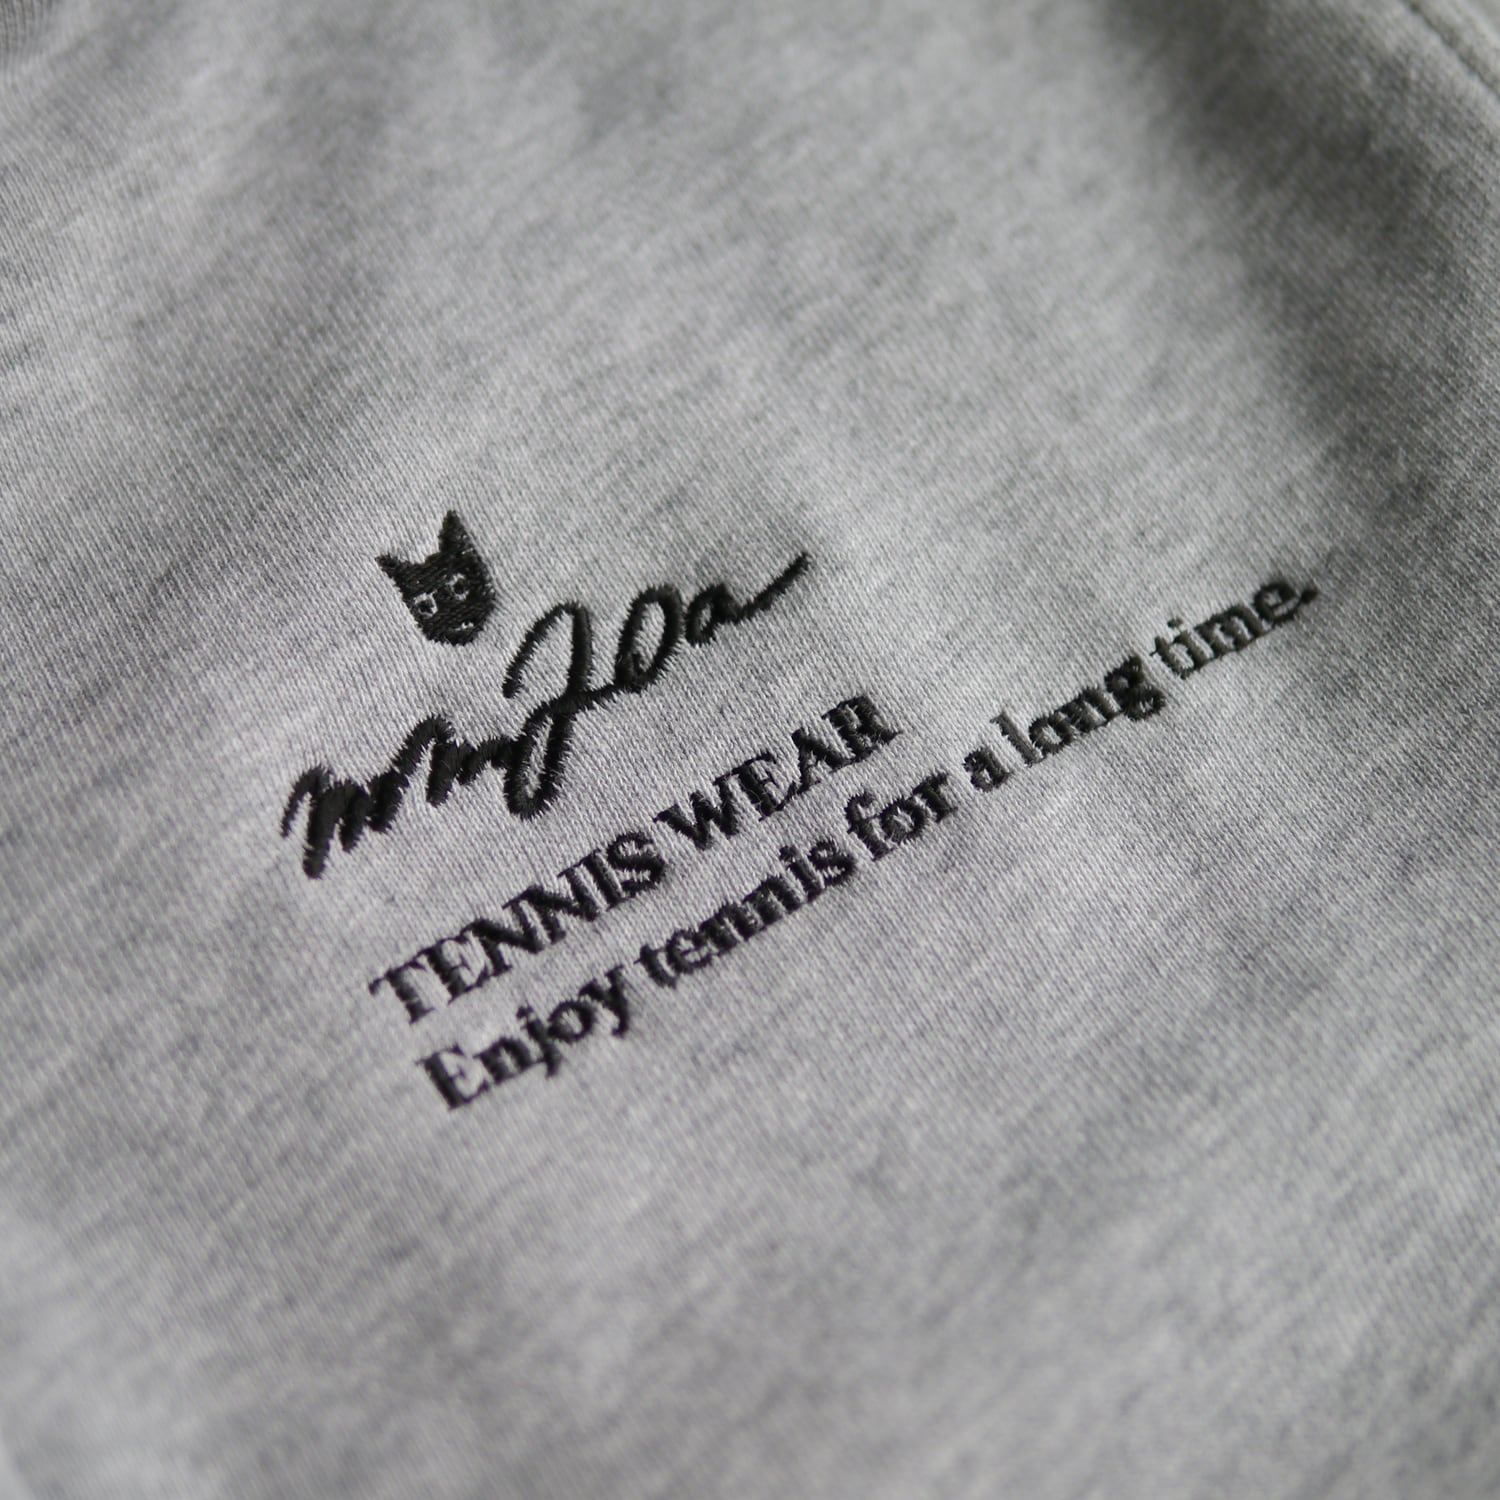 TENNIS WEAR
Enjoy tennis for a long time.